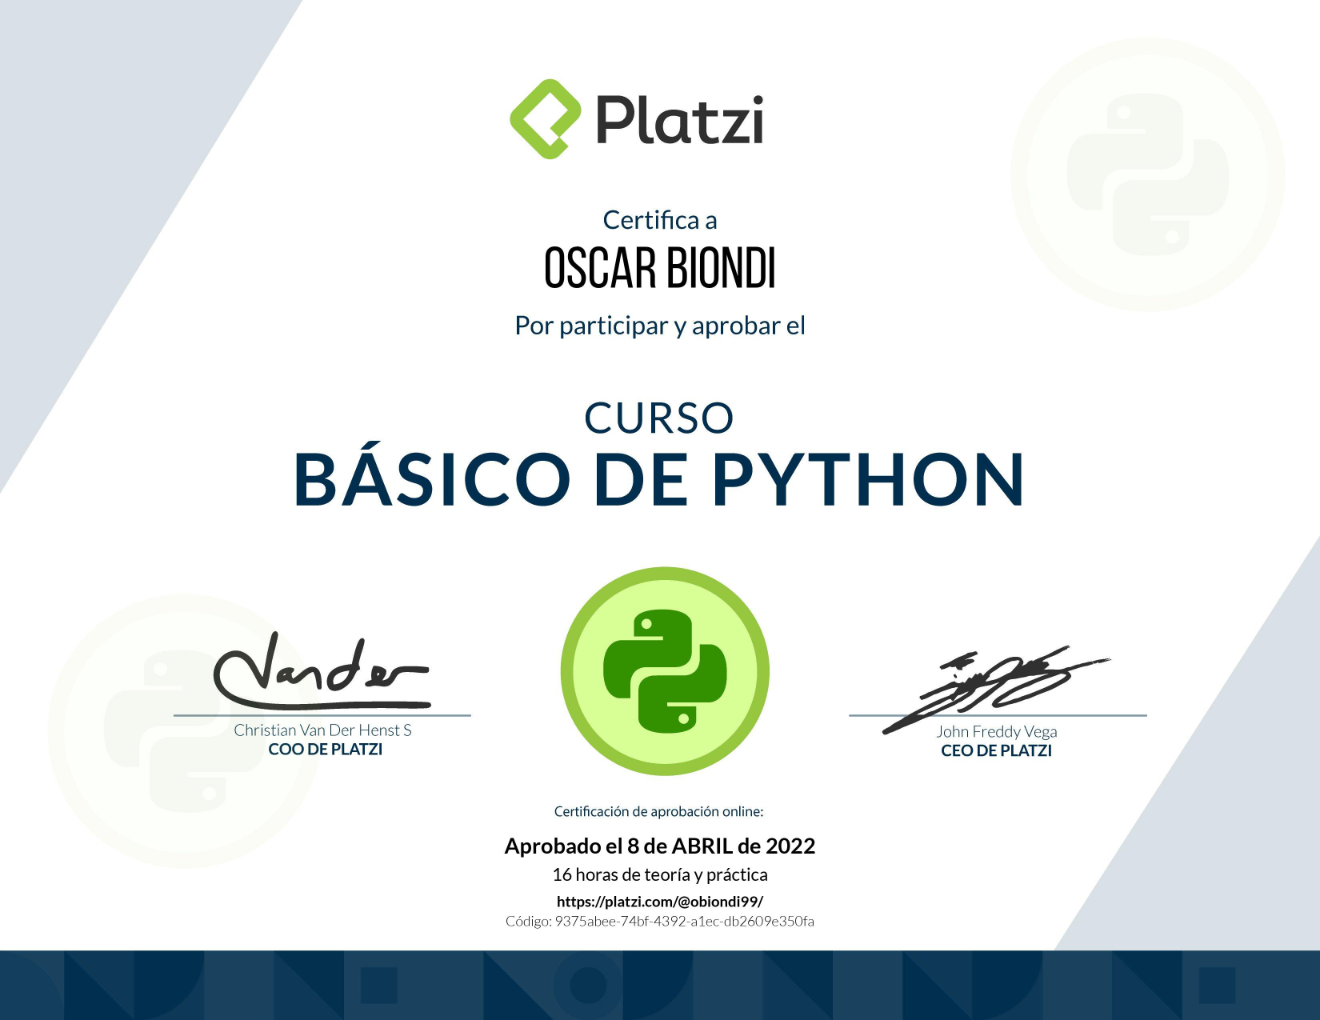 Platzi
Certifica a
OSCAR BIONDI
Por participar y aprobar el
CURSO
BÁSICO DE PYTHON
Vander
Christian Van Der Henst S
COO DE PLATZI
John Freddy Vega
CEO DE PLATZI
Certificación de aprobación online:
Aprobado el 8 de ABRIL de 2022
16 horas de teoría y práctica
https://platzi.com/@obiondi99/
Código: 9375abee-74bf-4392-a1ec-db2609e350fa